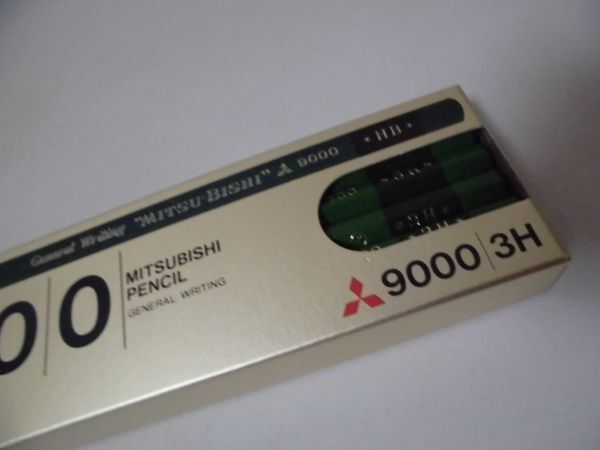 General Writing "MITSU-BISHI" 9000 * HB *
00
MITSUBISHI
PENCIL
GENERAL WRITING
9000 3H